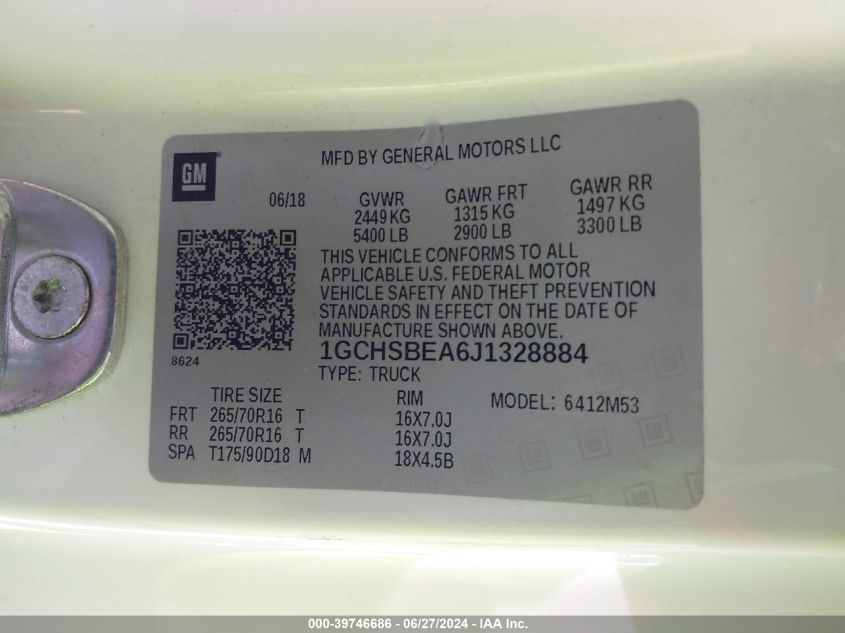 GM
MFD BY GENERAL MOTORS LLC
06/18 GVWR GAWR FRT GAWR RR
2449 KG 1315 KG 1497 KG
5400 LB 2900 LB 3300 LB
THIS VEHICLE CONFORMS TO ALL
APPLICABLE U.S. FEDERAL MOTOR
VEHICLE SAFETY AND THEFT PREVENTION
STANDARDS IN EFFECT ON THE DATE OF
MANUFACTURE SHOWN ABOVE.
8624
1GCHSBEA6J1328884
TYPE: TRUCK
TIRE SIZE RIM MODEL: 6412M53
FRT 265/70R16 T 16X7.0J
RR 265/70R16 T 16X7.0J
SPA T175/90D18 M 18X4.5B
000-39746686 - 06/27/2024 - IAA Inc.